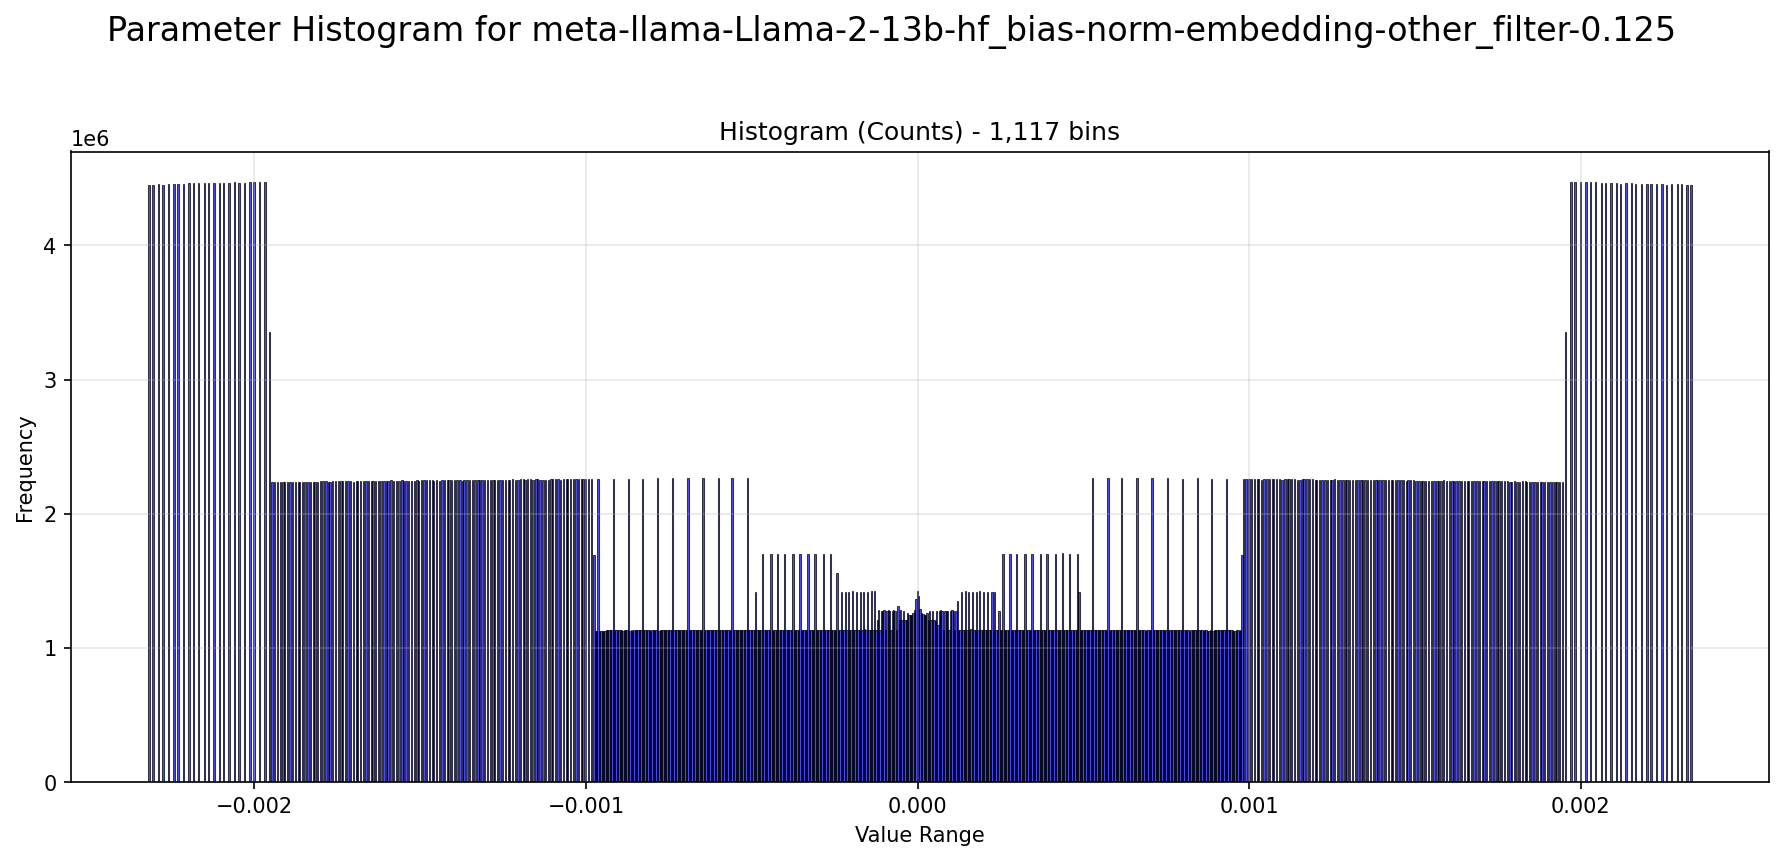 Parameter Histogram for meta-llama-Llama-2-13b-hf_bias-norm-embedding-other_filter-0.125
Histogram (Counts) - 1,117 bins
1e6
4
3
2
1
0
Frequency
−0.002 −0.001 0.000 0.001 0.002
Value Range